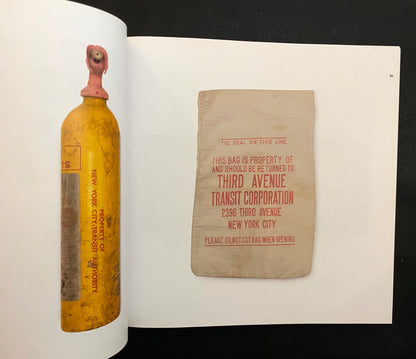 PROPERTY OF
NEW YORK CITY TRANSIT AUTHORITY
TIE SEAL ON THIS LINE
THIS BAG IS PROPERTY OF
AND SHOULD BE RETURNED TO
THIRD AVENUE
TRANSIT CORPORATION
2396 THIRD AVENUE
NEW YORK CITY
PLEASE DO NOT CUT BAG WHEN OPENING